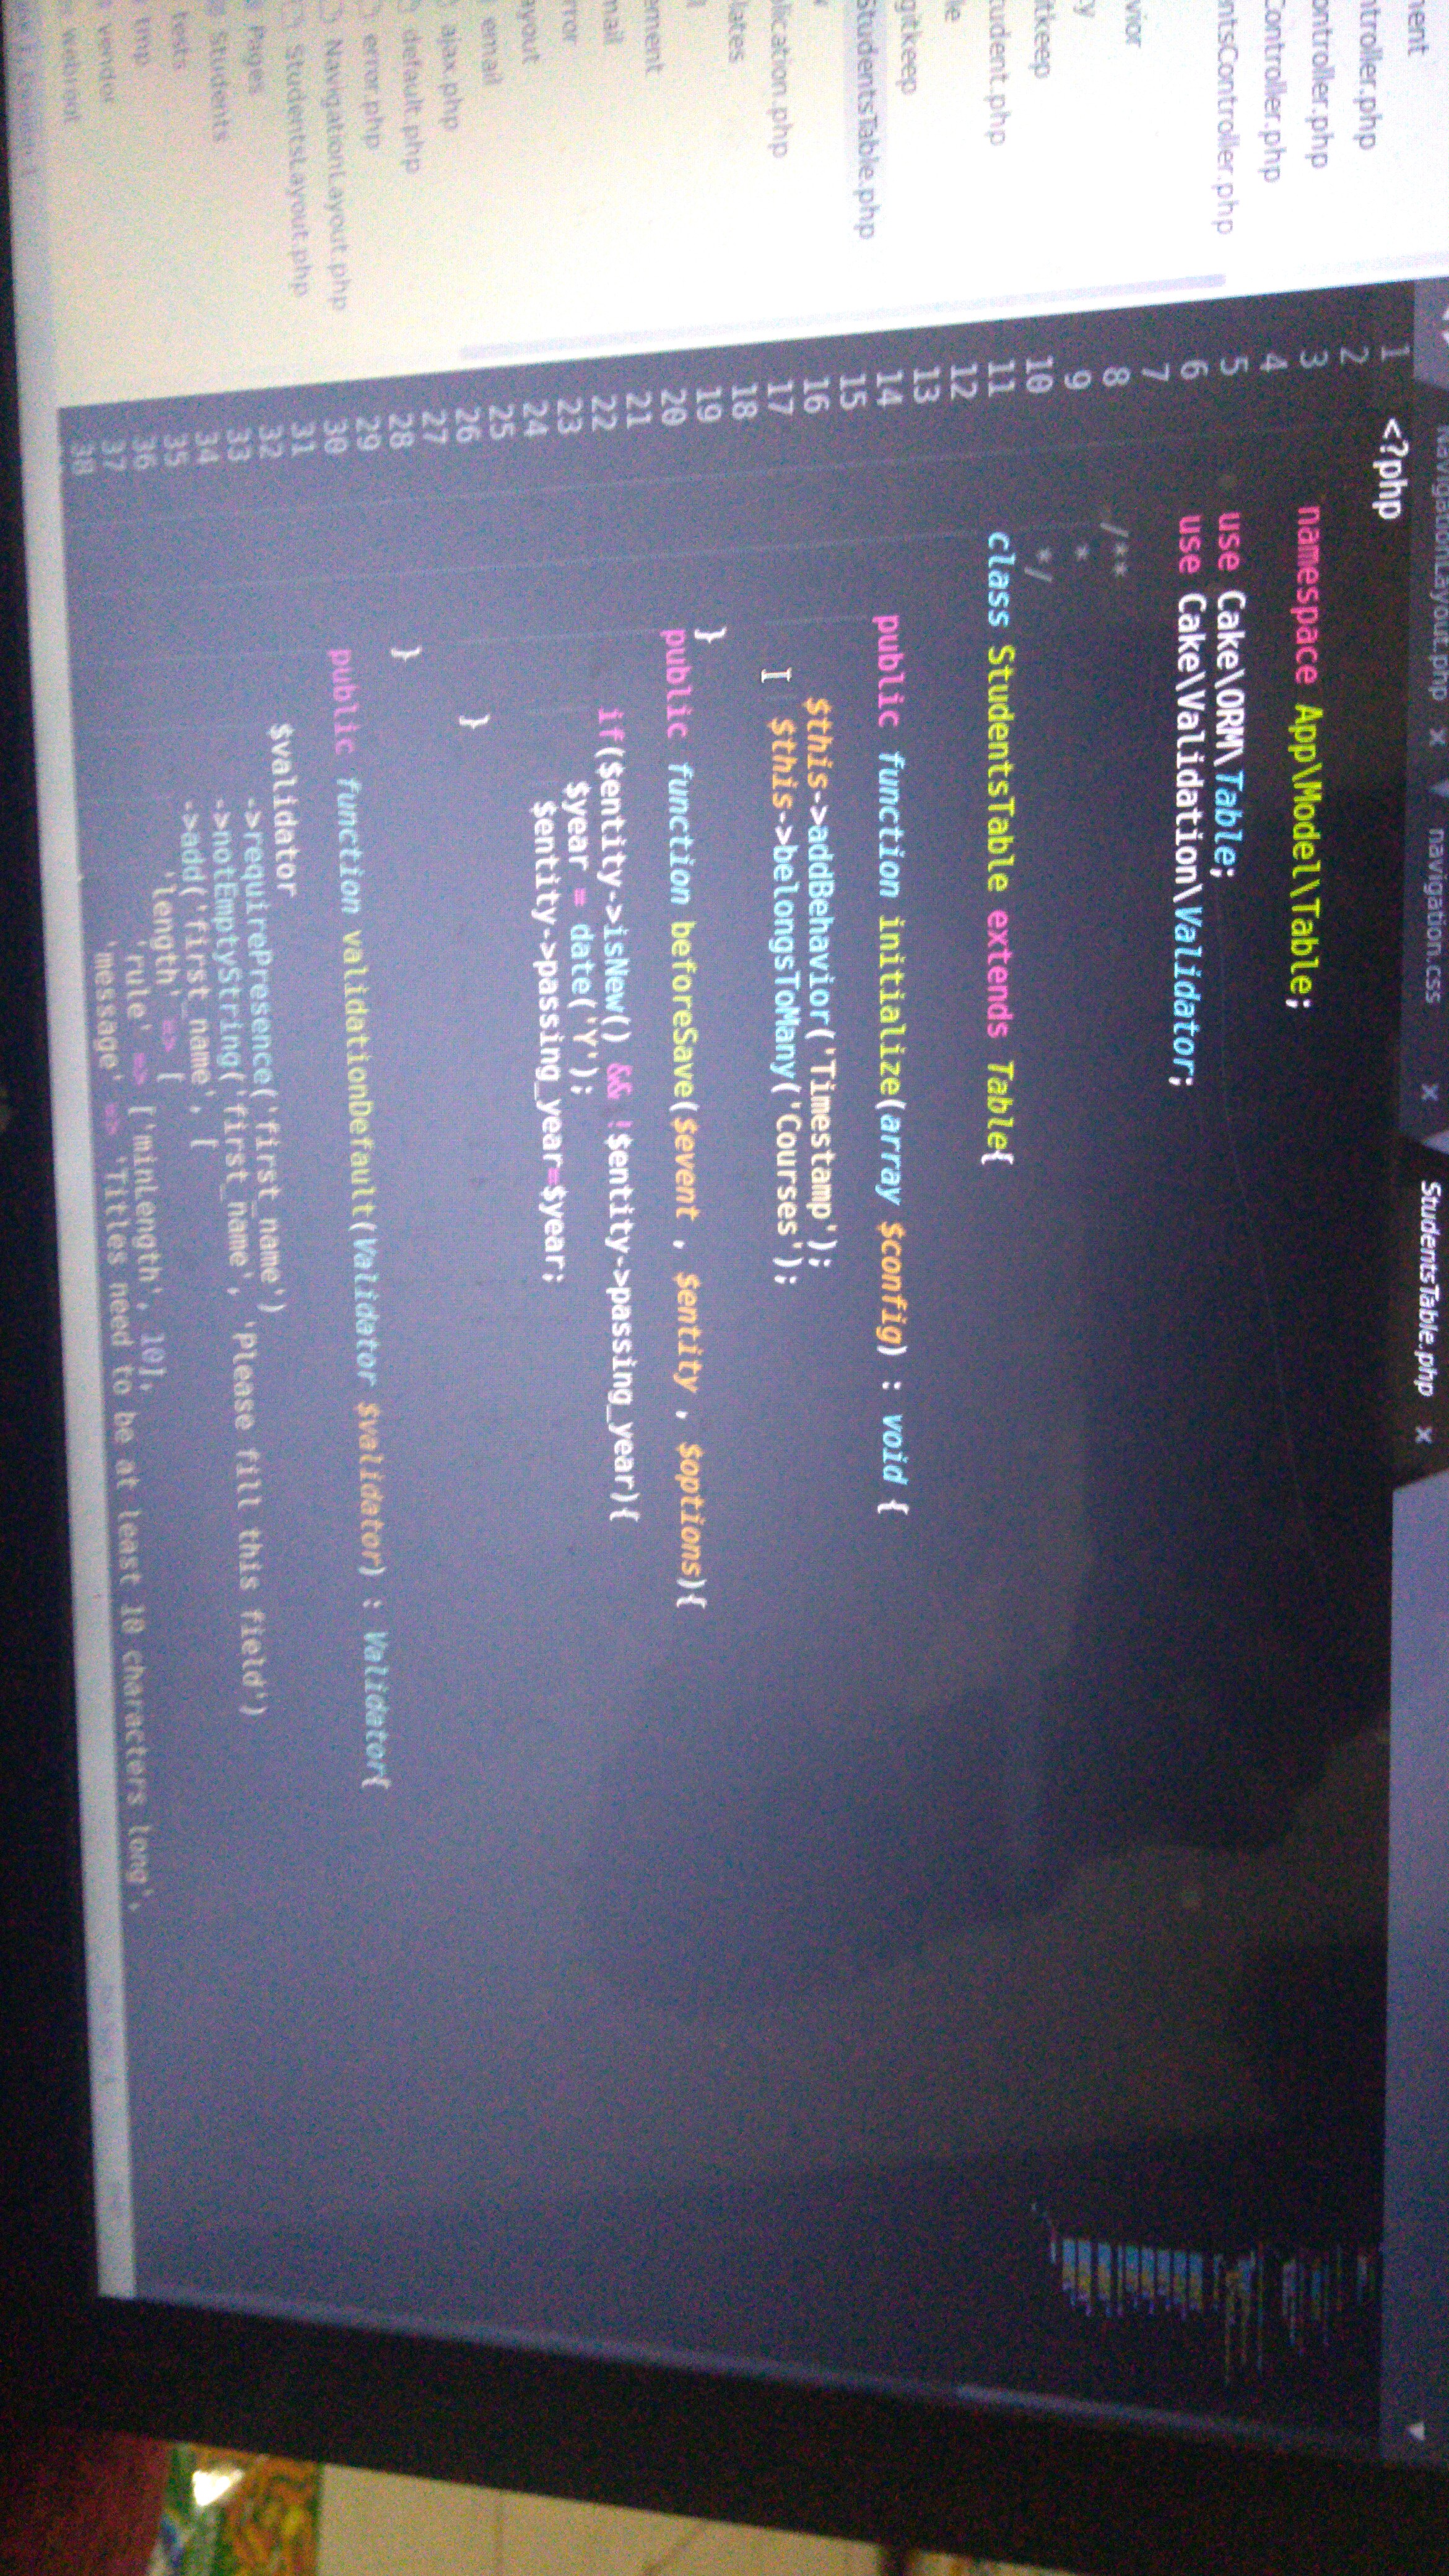 ment
ntroller.php
ontroller.php
Controller.php
ntsController.php
vior
ty
itkeep
tudent.php
le
gitkeep
StudentsTable.php
lication.php
lates
ement
mail
rror
ayout
email
ajax.php
default.php
error.php
NavigationLayout.php
StudentsLayout.php
Pages
Students
tests
tmp
vendor
webroot
NavigationLayout.php x
navigation.css x
StudentsTable.php x
1 <?php
2
3 namespace App\Model\Table;
4
5 use Cake\ORM\Table;
6 use Cake\Validation\Validator;
7
8 /**
9 *
10 */
11 class StudentsTable extends Table{
12
13
14 public function initialize(array $config) : void {
15
16 $this->addBehavior('Timestamp');
17 $this->belongsToMany('Courses');
18
19 }
20 public function beforeSave($event , $entity , $options){
21
22 if($entity->isNew() && !$entity->passing_year){
23 $year = date('Y');
24 $entity->passing_year=$year;
25
26 }
27
28 }
29
30 public function validationDefault(Validator $validator) : Validator{
31
32 $validator
33 ->requirePresence('first_name')
34 ->notEmptyString('first_name', 'Please fill this field')
35 ->add('first_name', [
36 'length' => [
37 'rule' => ['minLength', 10],
38 'message' => 'Titles need to be at least 10 characters long',